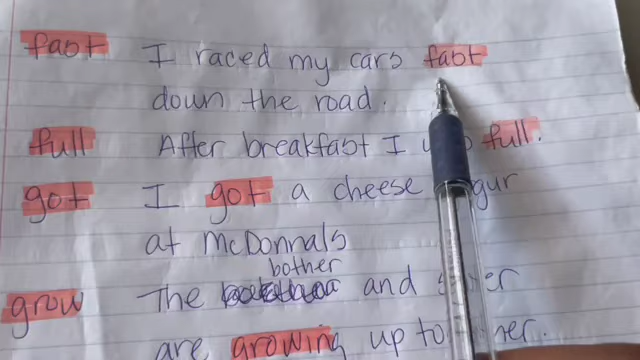 fast I raced my cars fast
down the road.
full After breakfast I full.
got I got a cheese
at McDonnals
bother
grow The and
are growing up